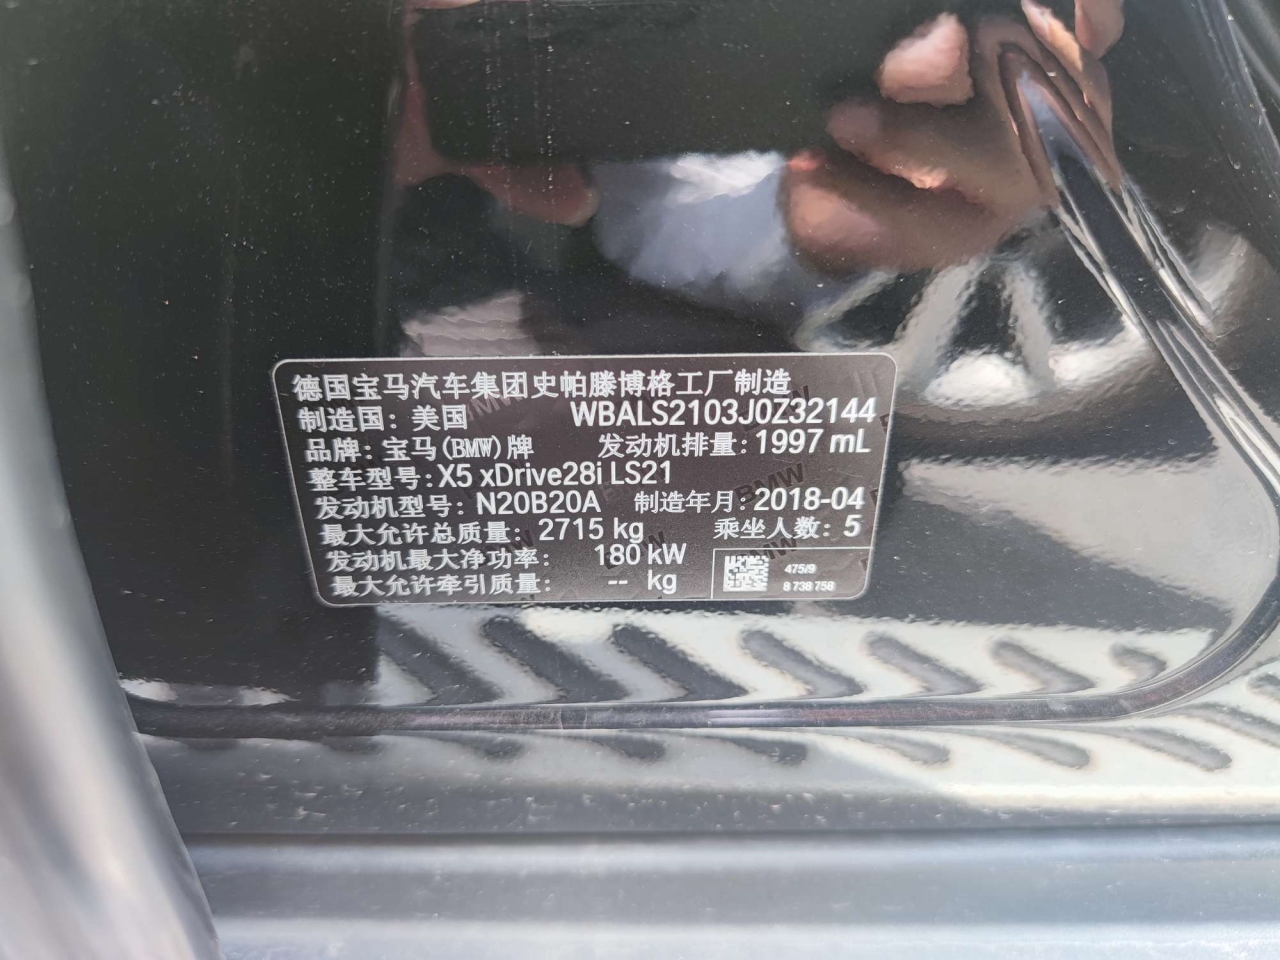 德国宝马汽车集团史帕滕博格工厂制造
制造国：美国 WBALS2103J0Z32144
品牌：宝马(BMW)牌 发动机排量：1997 mL
整车型号：X5 xDrive28i LS21
发动机型号：N20B20A 制造年月：2018-04
最大允许总质量：2715 kg 乘坐人数：5
发动机最大净功率：180 kW
最大允许牵引质量：-- kg
475/9
8 738 758